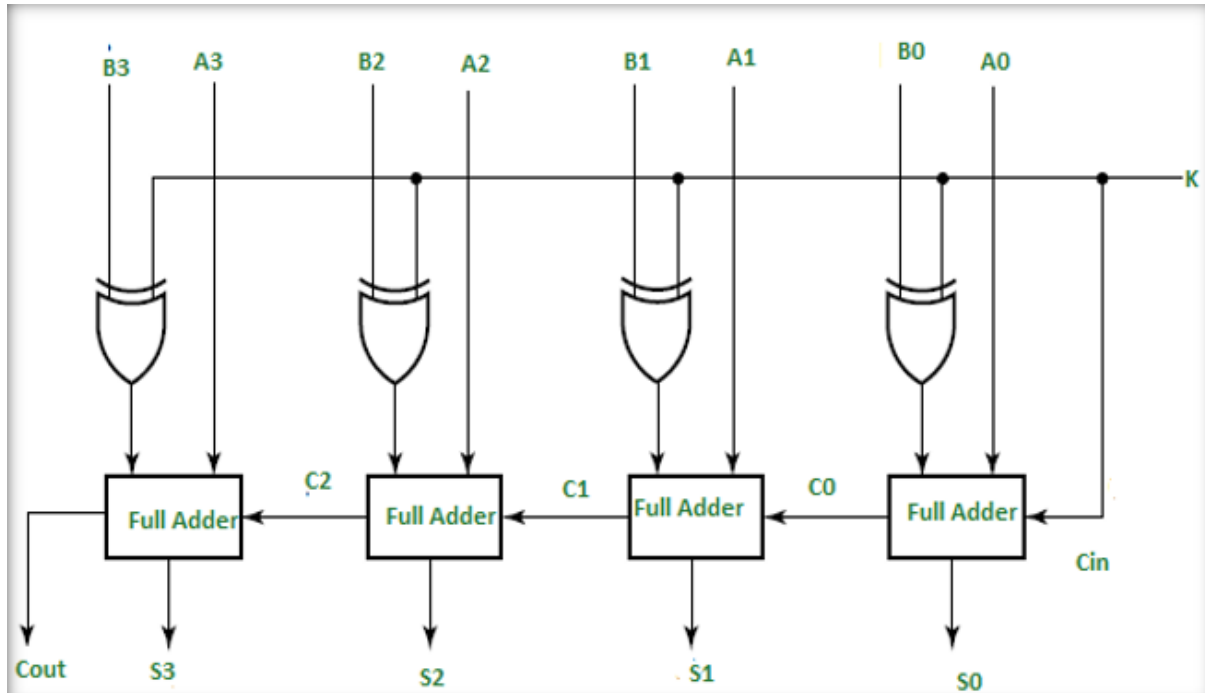 B3 A3 B2 A2 B1 A1 B0 A0
K
C2 C1 C0
Full Adder Full Adder Full Adder Full Adder
Cin
Cout S3 S2 S1 S0